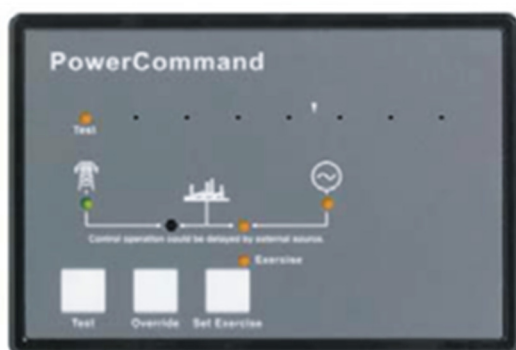 PowerCommand
Test
Control operation could be delayed by external source.
Exercise
Test Override Set Exercise